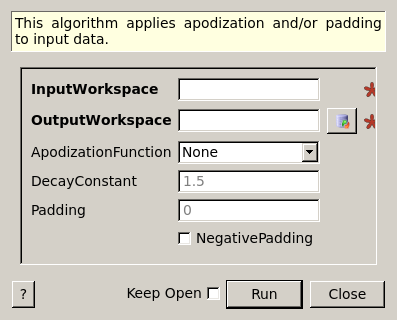 This algorithm applies apodization and/or padding
to input data.
InputWorkspace
OutputWorkspace
ApodizationFunction None
DecayConstant 1.5
Padding 0
NegativePadding
? Keep Open Run Close